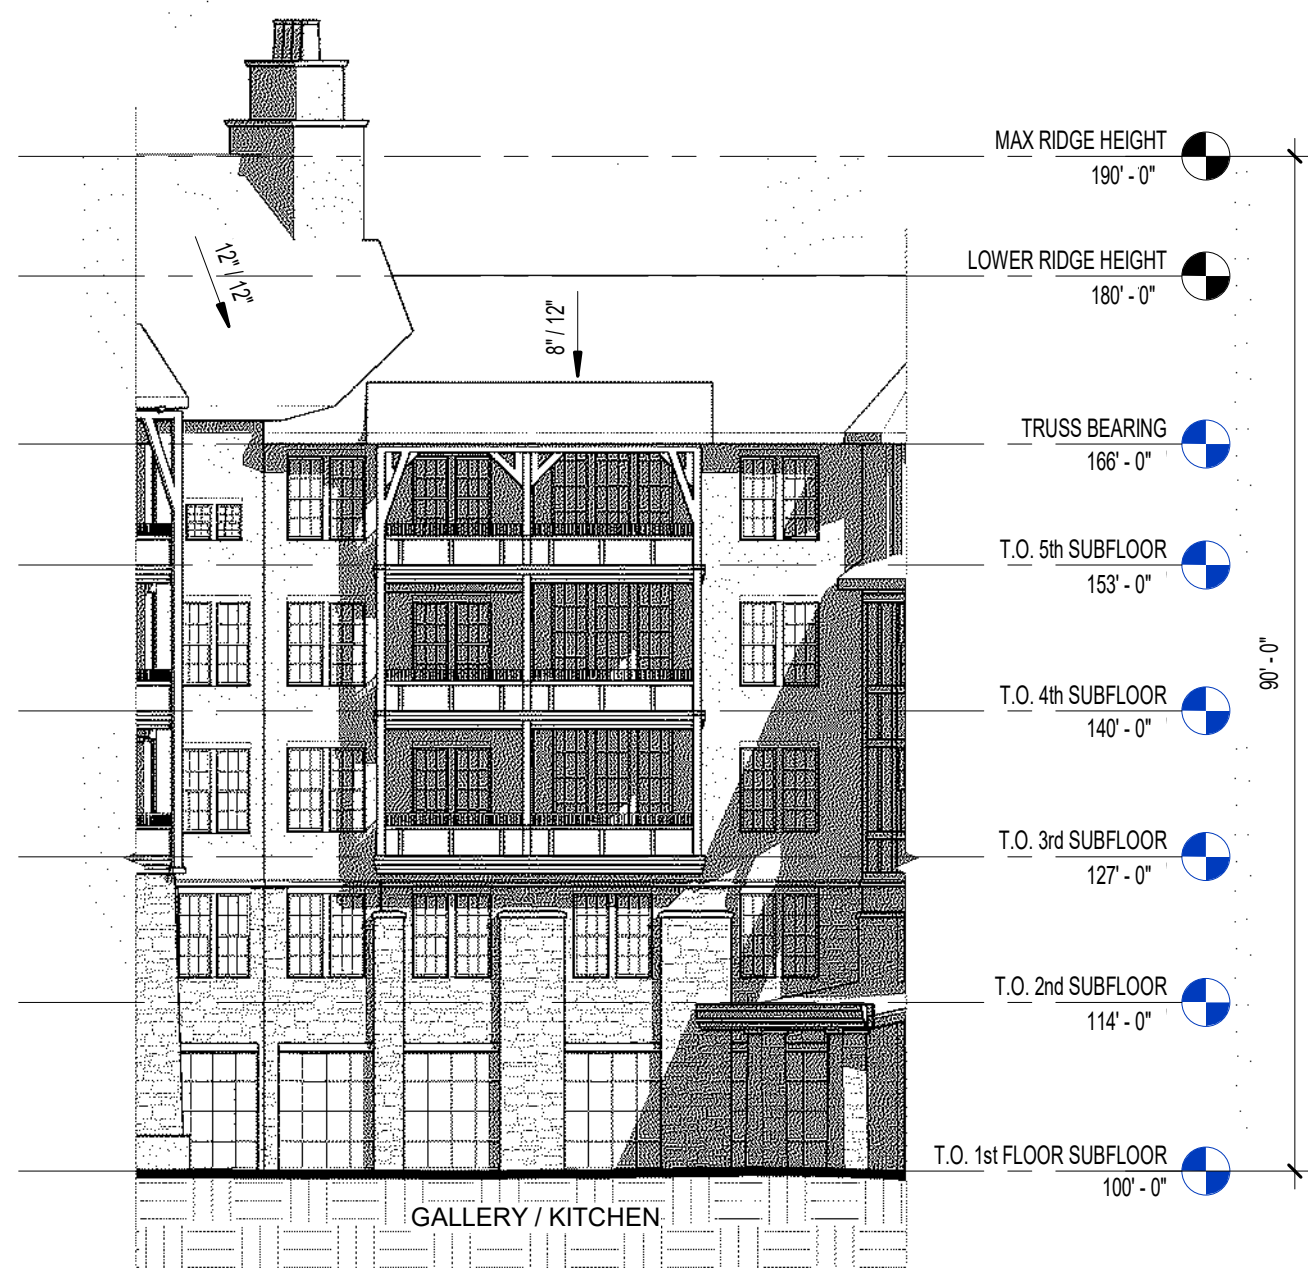 MAX RIDGE HEIGHT
190' - 0"
LOWER RIDGE HEIGHT
180' - 0"
12" / 12"
8" / 12"
TRUSS BEARING
166' - 0"
T.O. 5th SUBFLOOR
153' - 0"
90' - 0"
T.O. 4th SUBFLOOR
140' - 0"
T.O. 3rd SUBFLOOR
127' - 0"
T.O. 2nd SUBFLOOR
114' - 0"
T.O. 1st FLOOR SUBFLOOR
100' - 0"
GALLERY / KITCHEN